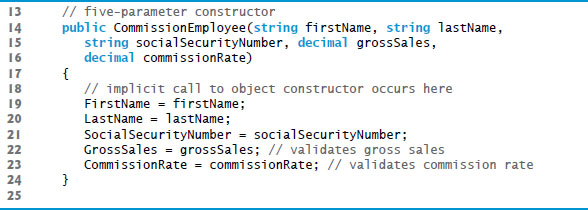 13 // five-parameter constructor
14 public CommissionEmployee(string firstName, string lastName,
15 string socialSecurityNumber, decimal grossSales,
16 decimal commissionRate)
17 {
18 // implicit call to object constructor occurs here
19 FirstName = firstName;
20 LastName = lastName;
21 SocialSecurityNumber = socialSecurityNumber;
22 GrossSales = grossSales; // validates gross sales
23 CommissionRate = commissionRate; // validates commission rate
24 }
25